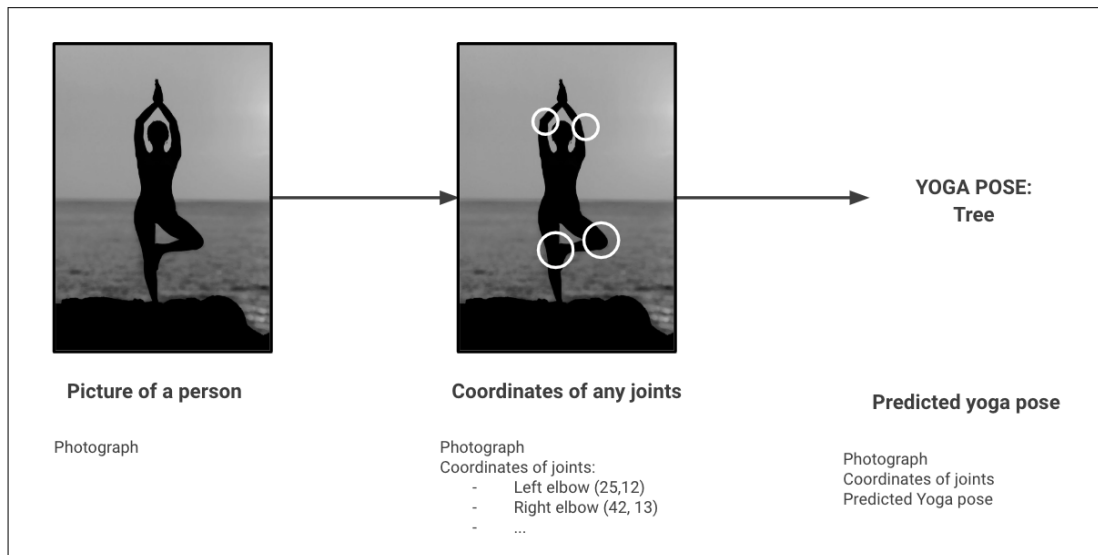 YOGA POSE:
Tree
Picture of a person
Photograph
Coordinates of any joints
Photograph
Coordinates of joints:
- Left elbow (25,12)
- Right elbow (42, 13)
- ...
Predicted yoga pose
Photograph
Coordinates of joints
Predicted Yoga pose